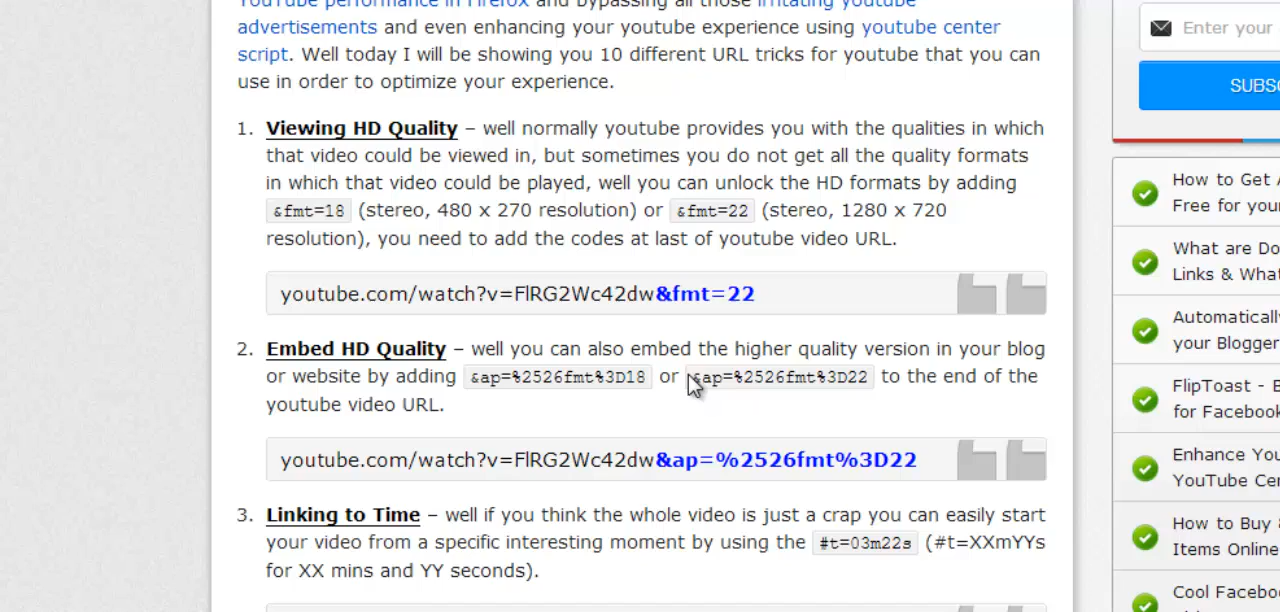 YouTube performance in Firefox and bypassing all those irritating youtube
advertisements and even enhancing your youtube experience using youtube center
script. Well today I will be showing you 10 different URL tricks for youtube that you can
use in order to optimize your experience.
1. Viewing HD Quality – well normally youtube provides you with the qualities in which
that video could be viewed in, but sometimes you do not get all the quality formats
in which that video could be played, well you can unlock the HD formats by adding
&fmt=18 (stereo, 480 x 270 resolution) or &fmt=22 (stereo, 1280 x 720
resolution), you need to add the codes at last of youtube video URL.
youtube.com/watch?v=FlRG2Wc42dw&fmt=22
2. Embed HD Quality – well you can also embed the higher quality version in your blog
or website by adding &ap=%2526fmt%3D18 or &ap=%2526fmt%3D22 to the end of the
youtube video URL.
youtube.com/watch?v=FlRG2Wc42dw&ap=%2526fmt%3D22
3. Linking to Time – well if you think the whole video is just a crap you can easily start
your video from a specific interesting moment by using the #t=03m22s (#t=XXmYYs
for XX mins and YY seconds).
Enter your
SUBSC
How to Get A
Free for your
What are Do
Links & What
Automatically
your Blogger
FlipToast - B
for Facebook
Enhance You
YouTube Cen
How to Buy &
Items Online
Cool Facebo